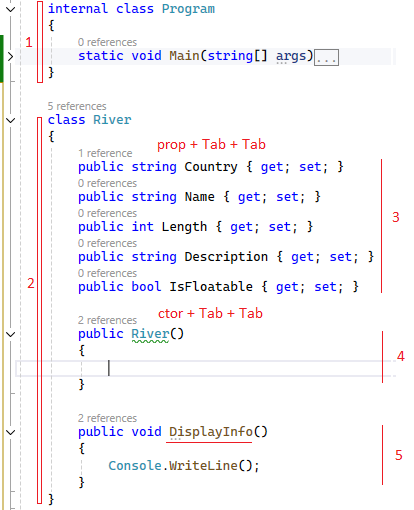 internal class Program
{
1
0 references
static void Main(string[] args)...
}
5 references
class River
{
prop + Tab + Tab
1 reference
public string Country { get; set; }
0 references
public string Name { get; set; }
0 references
public int Length { get; set; }
3
0 references
public string Description { get; set; }
0 references
public bool IsFloatable { get; set; }
2
ctor + Tab + Tab
2 references
public River()
{
4
}
2 references
public void DisplayInfo()
{
5
Console.WriteLine();
}
}